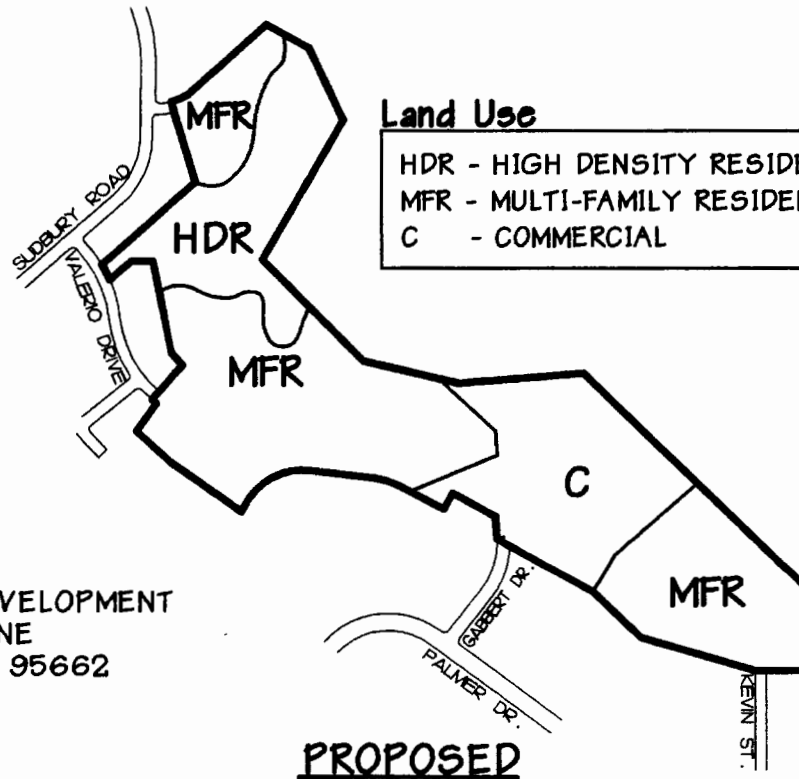 MFR
Land Use
HDR - HIGH DENSITY RESIDE
MFR - MULTI-FAMILY RESIDE
C - COMMERCIAL
SUDBURY ROAD
HDR
VALERIO DRIVE
MFR
C
MFR
VELOPMENT
NE
95662
GABBERT DR.
PALMER DR.
KEVIN ST.
PROPOSED